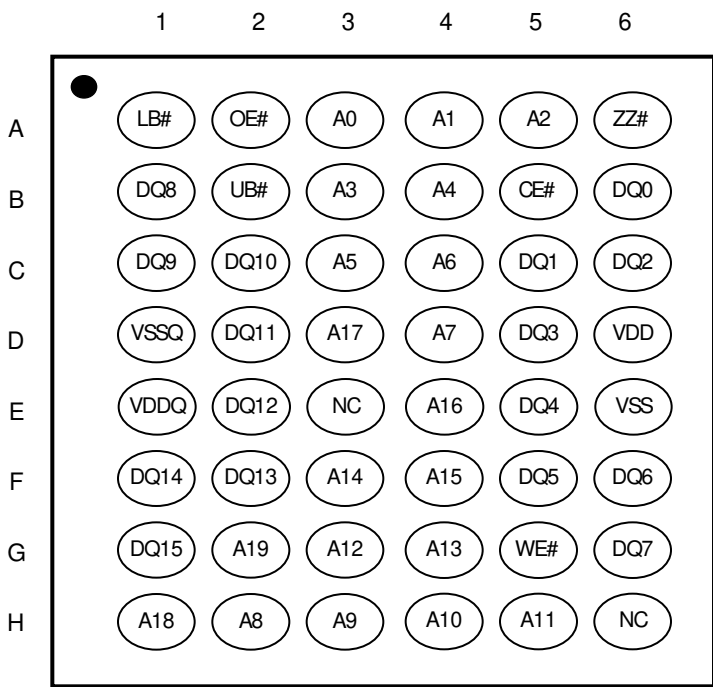 1 2 3 4 5 6
A LB# OE# A0 A1 A2 ZZ#
B DQ8 UB# A3 A4 CE# DQ0
C DQ9 DQ10 A5 A6 DQ1 DQ2
D VSSQ DQ11 A17 A7 DQ3 VDD
E VDDQ DQ12 NC A16 DQ4 VSS
F DQ14 DQ13 A14 A15 DQ5 DQ6
G DQ15 A19 A12 A13 WE# DQ7
H A18 A8 A9 A10 A11 NC